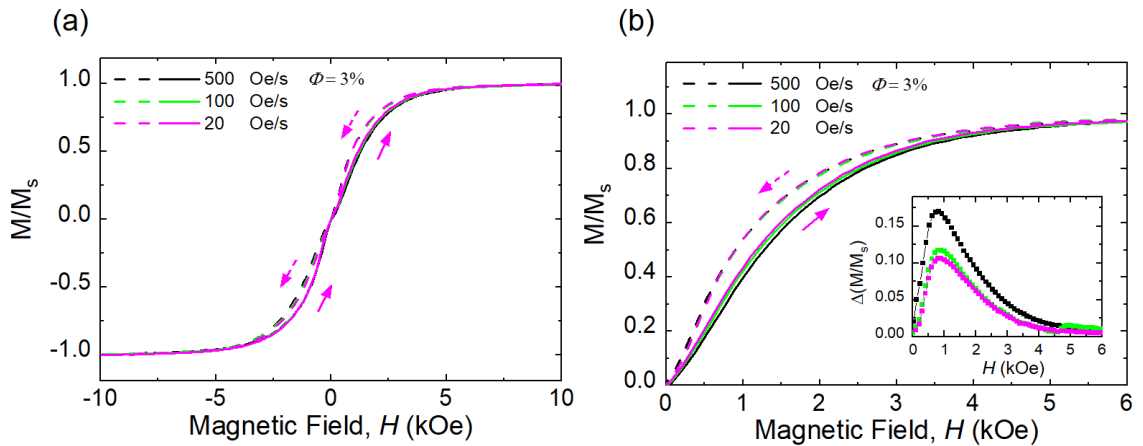 (a)
500 Oe/s Φ = 3%
100 Oe/s
20 Oe/s
M/Ms
1.0
0.5
0.0
-0.5
-1.0
-10 -5 0 5 10
Magnetic Field, H (kOe)
(b)
500 Oe/s Φ = 3%
100 Oe/s
20 Oe/s
M/Ms
1.0
0.8
0.6
0.4
0.2
0.0
0 1 2 3 4 5 6
Magnetic Field, H (kOe)
Δ(M/Ms)
0.15
0.10
0.05
0.00
0 1 2 3 4 5 6
H (kOe)